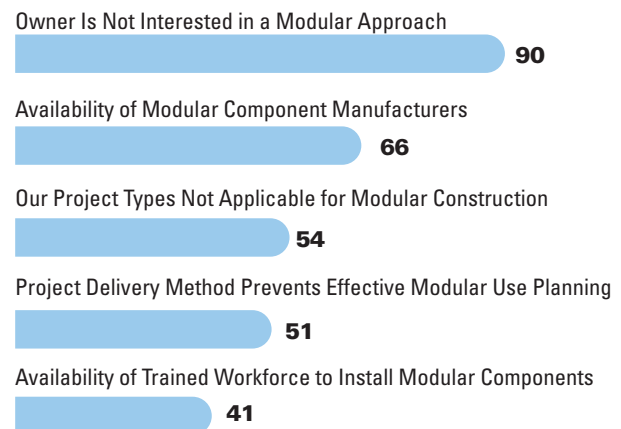 Owner Is Not Interested in a Modular Approach
90
Availability of Modular Component Manufacturers
66
Our Project Types Not Applicable for Modular Construction
54
Project Delivery Method Prevents Effective Modular Use Planning
51
Availability of Trained Workforce to Install Modular Components
41